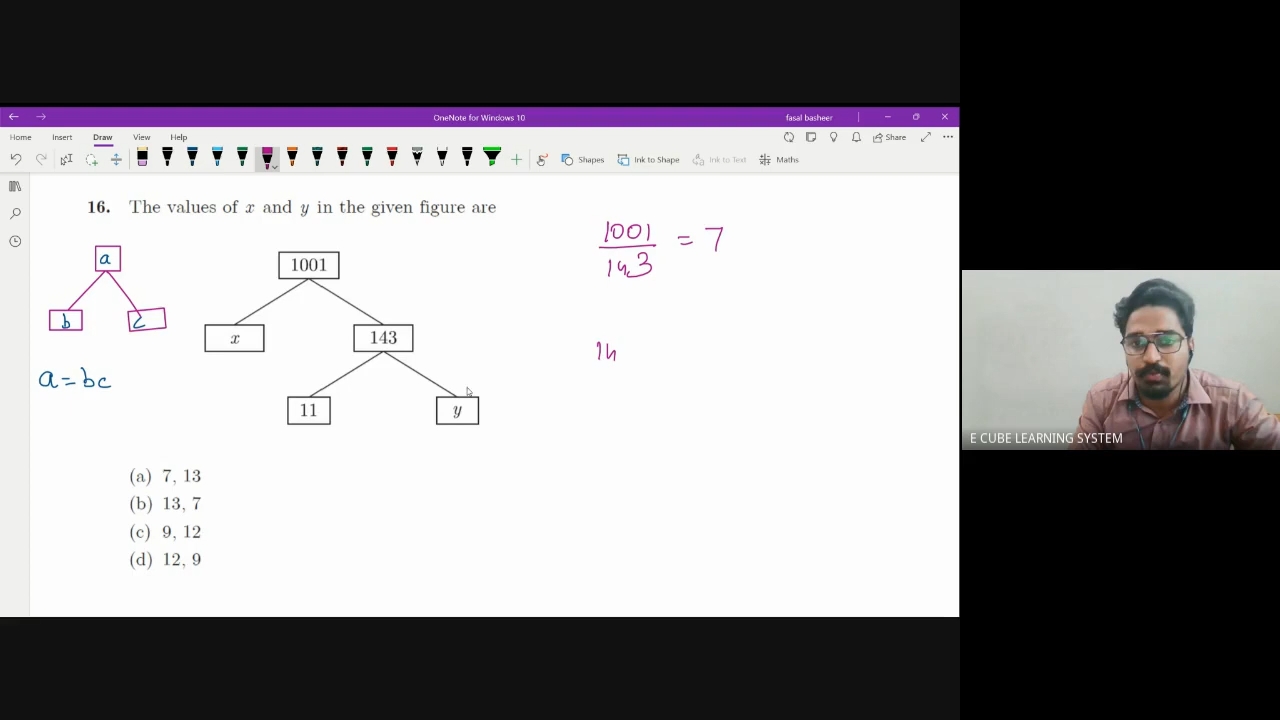 OneNote for Windows 10
fasal basheer
Home Insert Draw View Help
Share
Shapes Ink to Shape Ink to Text Maths
16. The values of x and y in the given figure are
a
b c
a = bc
1001
x 143
11 y
1001/143 = 7
14
(a) 7, 13
(b) 13, 7
(c) 9, 12
(d) 12, 9
E CUBE LEARNING SYSTEM